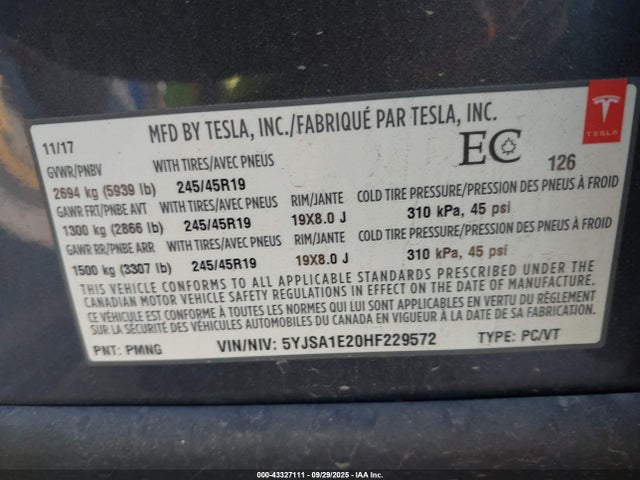 11/17
MFD BY TESLA, INC./FABRIQUÉ PAR TESLA, INC.
TESLA
GVWR/PNBV WITH TIRES/AVEC PNEUS EC 126
2694 kg (5939 lb) 245/45R19
GAWR FRT/PNBE AVT WITH TIRES/AVEC PNEUS RIM/JANTE COLD TIRE PRESSURE/PRESSION DES PNEUS À FROID
1300 kg (2866 lb) 245/45R19 19X8.0 J 310 kPa, 45 psi
GAWR RR/PNBE ARR WITH TIRES/AVEC PNEUS RIM/JANTE COLD TIRE PRESSURE/PRESSION DES PNEUS À FROID
1500 kg (3307 lb) 245/45R19 19X8.0 J 310 kPa, 45 psi
THIS VEHICLE CONFORMS TO ALL APPLICABLE STANDARDS PRESCRIBED UNDER THE
CANADIAN MOTOR VEHICLE SAFETY REGULATIONS IN EFFECT ON THE DATE OF MANUFACTURE.
CE VÉHICULE EST CONFORME À TOUTES LES NORMES QUI LUI SONT APPLICABLES EN VERTU DU RÈGLEMENT
SUR LA SÉCURITÉ DES VÉHICULES AUTOMOBILES DU CANADA EN VIGUEUR À LA DATE DE SA FABRICATION.
PNT: PMNG VIN/NIV: 5YJSA1E20HF229572 TYPE: PC/VT
000-43327111 - 09/29/2025 - IAA Inc.